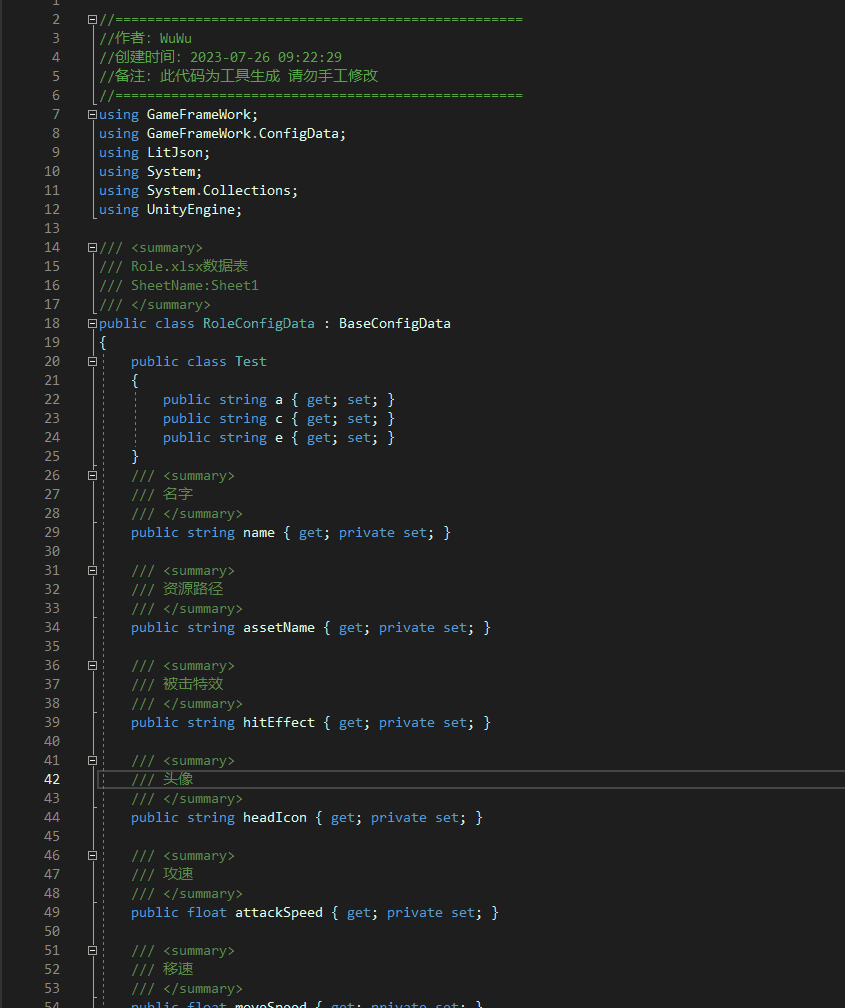 1
2 //===================================================
3 //作者：WuWu
4 //创建时间：2023-07-26 09:22:29
5 //备注：此代码为工具生成 请勿手工修改
6 //===================================================
7 using GameFrameWork;
8 using GameFrameWork.ConfigData;
9 using LitJson;
10 using System;
11 using System.Collections;
12 using UnityEngine;
13
14 /// <summary>
15 /// Role.xlsx数据表
16 /// SheetName:Sheet1
17 /// </summary>
18 public class RoleConfigData : BaseConfigData
19 {
20 public class Test
21 {
22 public string a { get; set; }
23 public string c { get; set; }
24 public string e { get; set; }
25 }
26 /// <summary>
27 /// 名字
28 /// </summary>
29 public string name { get; private set; }
30
31 /// <summary>
32 /// 资源路径
33 /// </summary>
34 public string assetName { get; private set; }
35
36 /// <summary>
37 /// 被击特效
38 /// </summary>
39 public string hitEffect { get; private set; }
40
41 /// <summary>
42 /// 头像
43 /// </summary>
44 public string headIcon { get; private set; }
45
46 /// <summary>
47 /// 攻速
48 /// </summary>
49 public float attackSpeed { get; private set; }
50
51 /// <summary>
52 /// 移速
53 /// </summary>
54 public float moveSpeed { get; private set; }